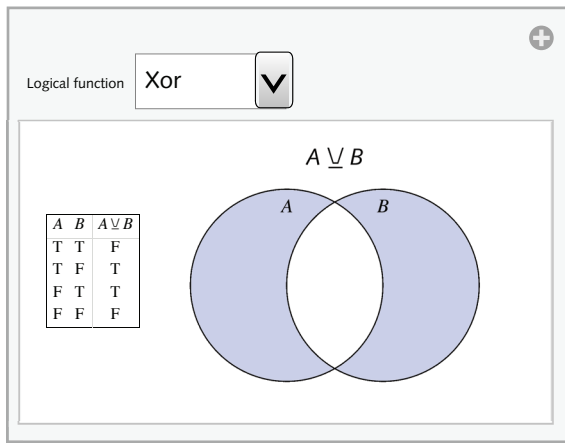 Logical function Xor
A ⊻ B
A B
A B A⊻B
T T F
T F T
F T T
F F F